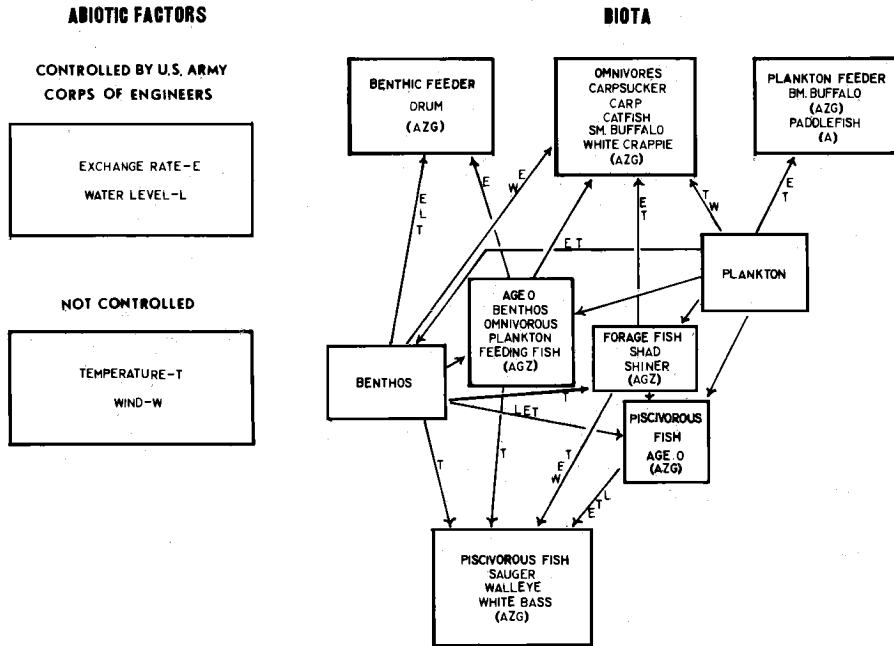 ABIOTIC FACTORS
CONTROLLED BY U.S. ARMY
CORPS OF ENGINEERS
EXCHANGE RATE-E
WATER LEVEL-L
NOT CONTROLLED
TEMPERATURE-T
WIND-W
BIOTA
BENTHIC FEEDER
DRUM
(AZG)
OMNIVORES
CARPSUCKER
CARP
CATFISH
SM. BUFFALO
WHITE CRAPPIE
(AZG)
PLANKTON FEEDER
BM. BUFFALO
(AZG)
PADDLEFISH
(A)
E L T
E
W E
E T
T W
E T
E T
PLANKTON
AGE 0
BENTHOS
OMNIVOROUS
PLANKTON
FEEDING FISH
(AGZ)
FORAGE FISH
SHAD
SHINER
(AGZ)
BENTHOS
T
LET
PISCIVOROUS
FISH
AGE 0
(AZG)
T
T
W E T
E T L
PISCIVOROUS FISH
SAUGER
WALLEYE
WHITE BASS
(AZG)